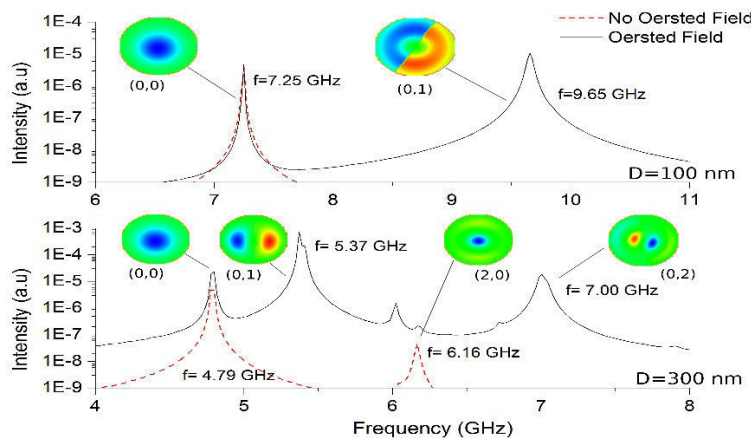 No Oersted Field
Oersted Field
Intensity (a.u)
1E-4
1E-5
1E-6
1E-7
1E-8
1E-9
(0,0)
f=7.25 GHz
(0,1)
f=9.65 GHz
D=100 nm
6 7 8 9 10 11
Intensity (a.u)
1E-3
1E-4
1E-5
1E-6
1E-7
1E-8
1E-9
(0,0)
(0,1)
f= 5.37 GHz
(2,0)
(0,2)
f= 7.00 GHz
f= 4.79 GHz
f= 6.16 GHz
D=300 nm
4 5 6 7 8
Frequency (GHz)